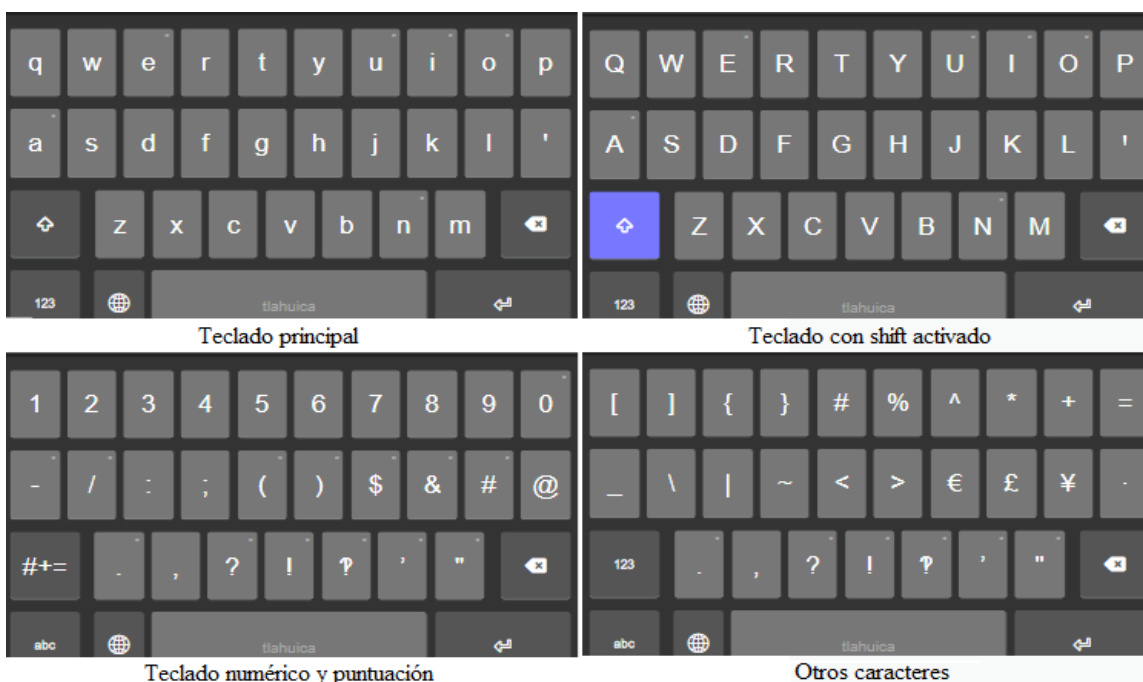 q w e r t y u i o p
a s d f g h j k l '
z x c v b n m
123 tlahuica
Teclado principal
Q W E R T Y U I O P
A S D F G H J K L '
Z X C V B N M
123 tlahuica
Teclado con shift activado
1 2 3 4 5 6 7 8 9 0
- / : ; ( ) $ & # @
#+= . , ? ! ‽ ’ "
abc tlahuica
Teclado numérico y puntuación
[ ] { } # % ^ * + =
_ \ | ~ < > € £ ¥ ·
123 . , ? ! ‽ ’ "
abc tlahuica
Otros caracteres